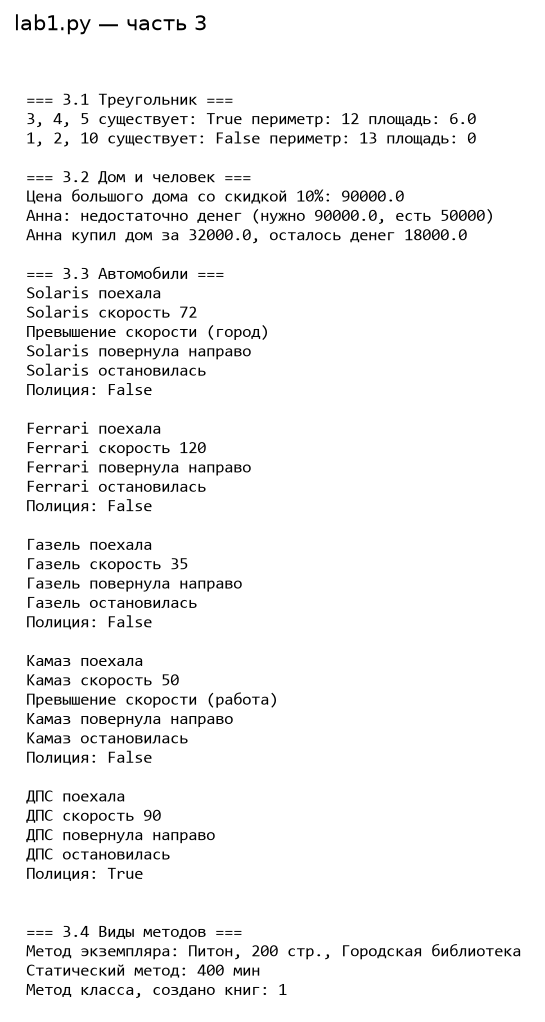 lab1.py — часть 3
=== 3.1 Треугольник ===
3, 4, 5 существует: True периметр: 12 площадь: 6.0
1, 2, 10 существует: False периметр: 13 площадь: 0
=== 3.2 Дом и человек ===
Цена большого дома со скидкой 10%: 90000.0
Анна: недостаточно денег (нужно 90000.0, есть 50000)
Анна купил дом за 32000.0, осталось денег 18000.0
=== 3.3 Автомобили ===
Solaris поехала
Solaris скорость 72
Превышение скорости (город)
Solaris повернула направо
Solaris остановилась
Полиция: False
Ferrari поехала
Ferrari скорость 120
Ferrari повернула направо
Ferrari остановилась
Полиция: False
Газель поехала
Газель скорость 35
Газель повернула направо
Газель остановилась
Полиция: False
Камаз поехала
Камаз скорость 50
Превышение скорости (работа)
Камаз повернула направо
Камаз остановилась
Полиция: False
ДПС поехала
ДПС скорость 90
ДПС повернула направо
ДПС остановилась
Полиция: True
=== 3.4 Виды методов ===
Метод экземпляра: Питон, 200 стр., Городская библиотека
Статический метод: 400 мин
Метод класса, создано книг: 1